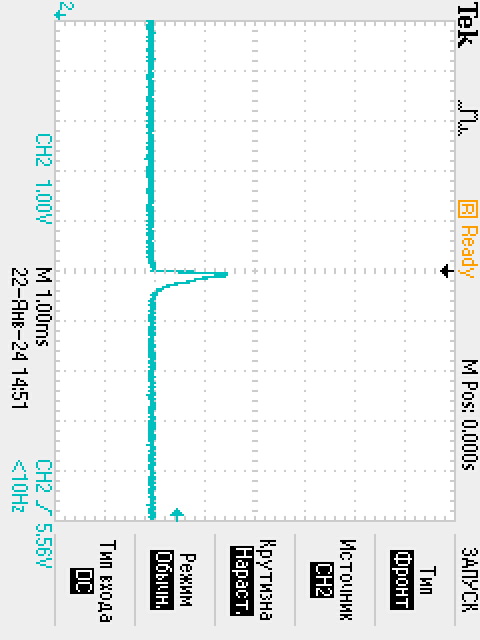 Tek
R Ready
M Pos: 0.000s
ЗАПУСК
Тип
Фронт
Источник
CH2
Крутизна
Нараст
Режим
Обычн.
Тип входа
DC
2
CH2 1.00V
M 1.00ms
CH2 / 5.56V
22-Янв-24 14:51
<10Hz